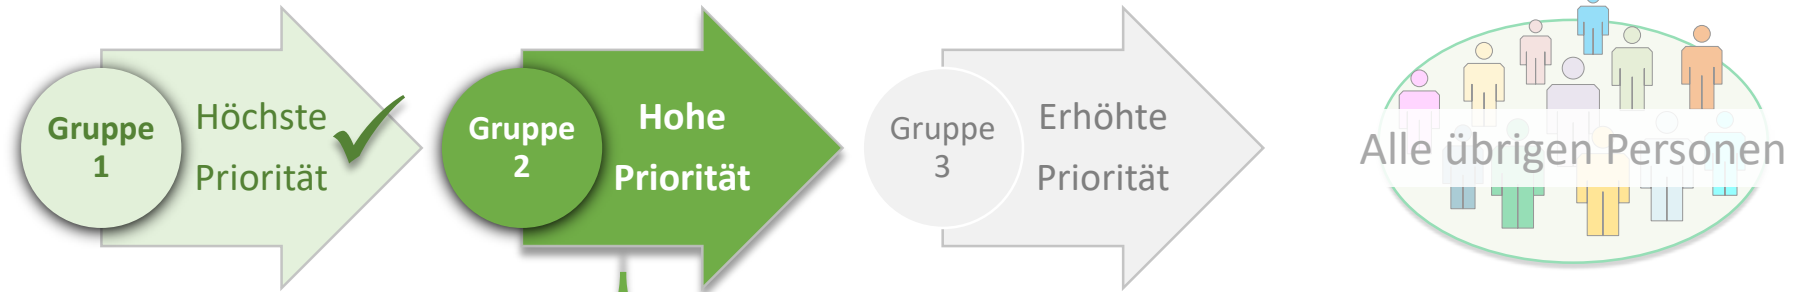 Gruppe
1
Höchste
Priorität
Gruppe
2
Hohe
Priorität
Gruppe
3
Erhöhte
Priorität
Alle übrigen Personen